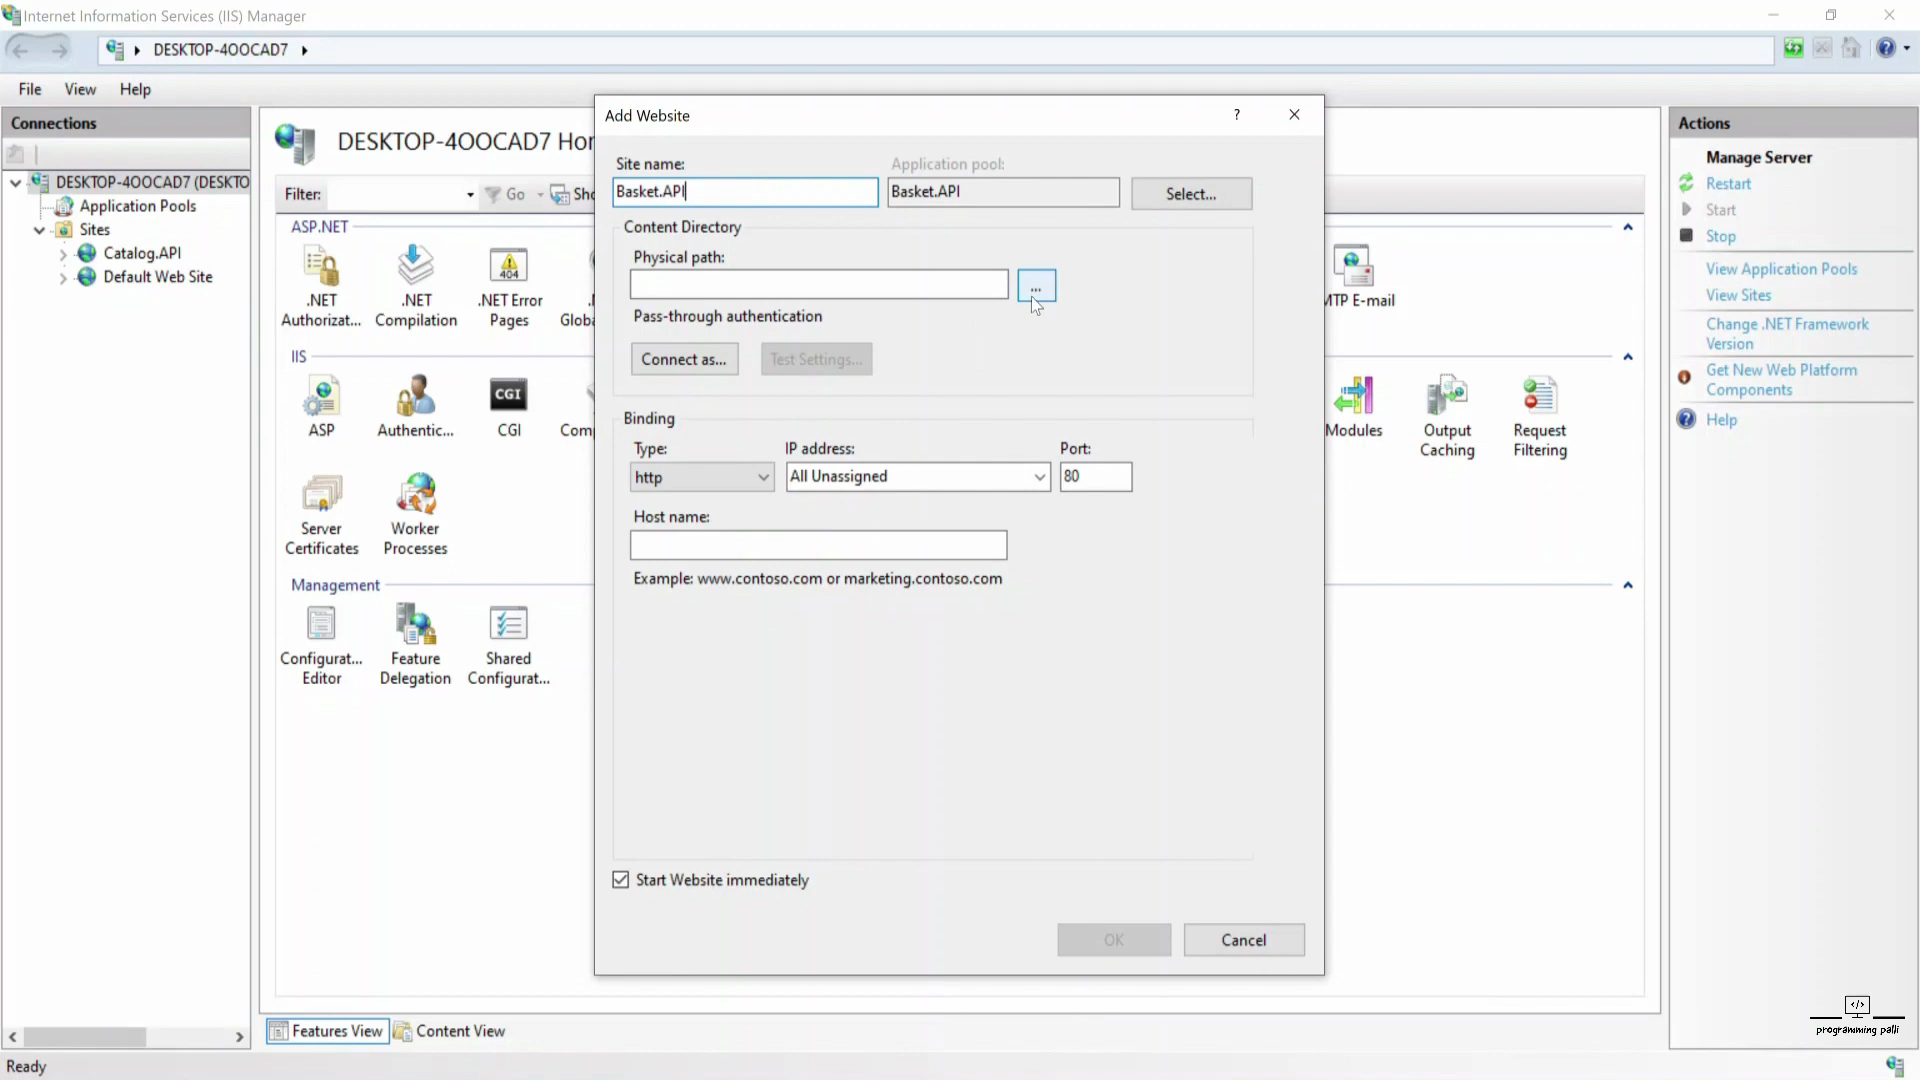 Internet Information Services (IIS) Manager
DESKTOP-4OOCAD7
File View Help
Connections
DESKTOP-4OOCAD7 (DESKTO
Application Pools
Sites
Catalog.API
Default Web Site
DESKTOP-4OOCAD7 Hor
Filter:
Go
Sho
ASP.NET
.NET
Authorizat...
.NET
Compilation
.NET Error
Pages
Globa
MTP E-mail
IIS
ASP
Authentic...
CGI
CGI
Comp
Modules
Output
Caching
Request
Filtering
Server
Certificates
Worker
Processes
Management
Configurat...
Editor
Feature
Delegation
Shared
Configurat...
Features View
Content View
Ready
Add Website
?
Site name:
Application pool:
Basket.API
Basket.API
Select...
Content Directory
Physical path:
...
Pass-through authentication
Connect as...
Test Settings...
Binding
Type:
IP address:
Port:
http
All Unassigned
80
Host name:
Example: www.contoso.com or marketing.contoso.com
Start Website immediately
OK
Cancel
Actions
Manage Server
Restart
Start
Stop
View Application Pools
View Sites
Change .NET Framework
Version
Get New Web Platform
Components
Help
programming palli